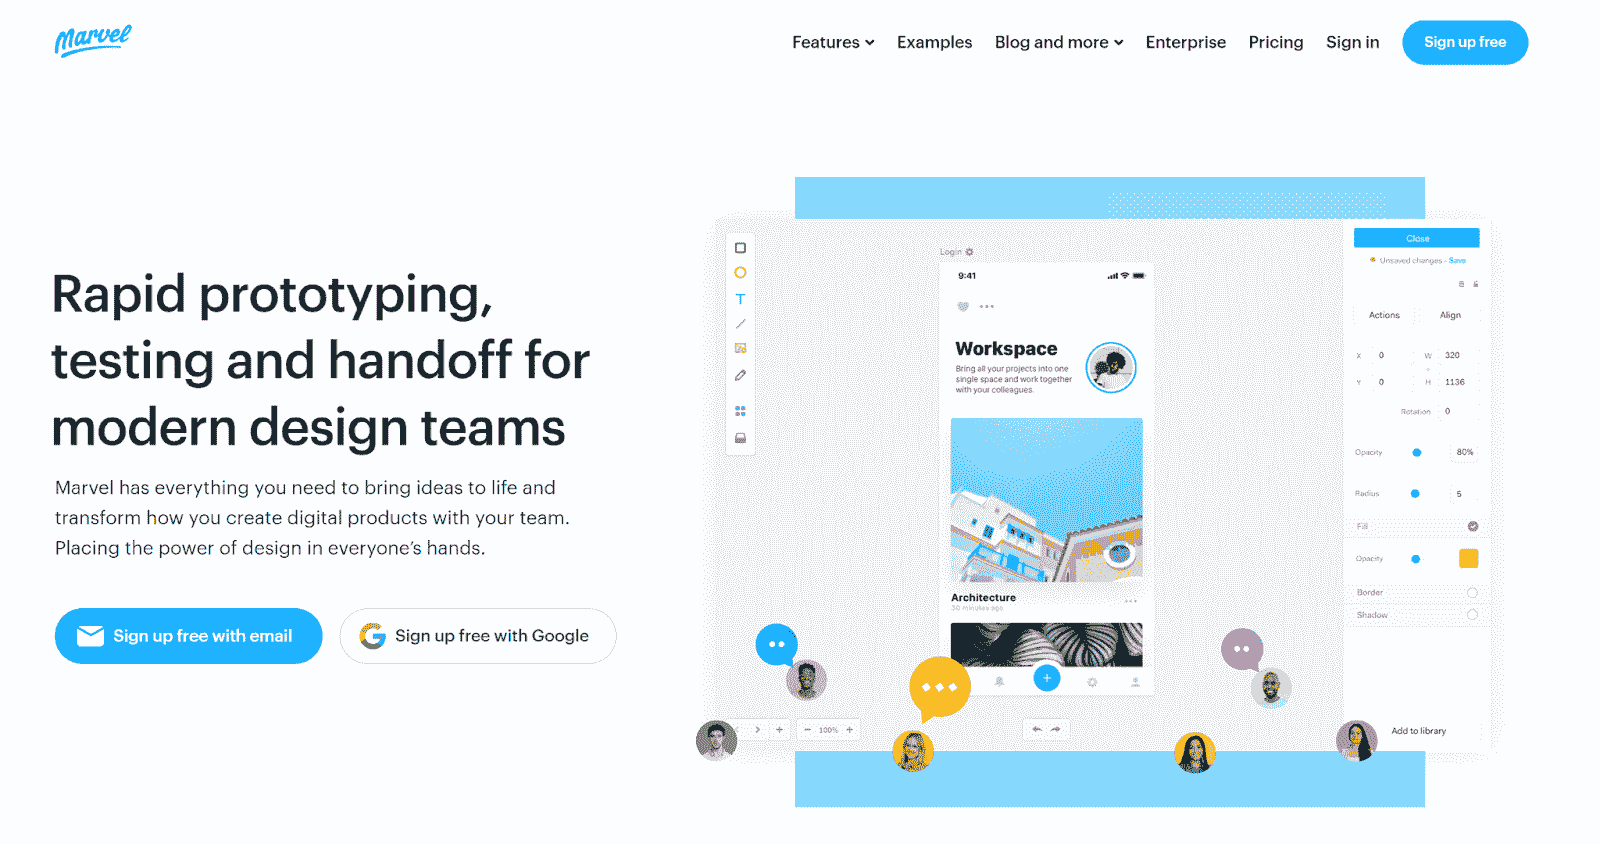 Marvel
Features
Examples
Blog and more
Enterprise
Pricing
Sign in
Sign up free
Rapid prototyping,
testing and handoff for
modern design teams
Marvel has everything you need to bring ideas to life and
transform how you create digital products with your team.
Placing the power of design in everyone’s hands.
Sign up free with email
Sign up free with Google
T
Login
9:41
Workspace
Bring all your projects into one
single space and work together
with your colleagues.
Architecture
30 minutes ago
100%
Close
Unsaved changes - Save
Actions
Align
X 0 W 320
Y 0 H 1136
Rotation 0
Opacity 80%
Radius 5
Fill
Opacity
Border
Shadow
Add to library